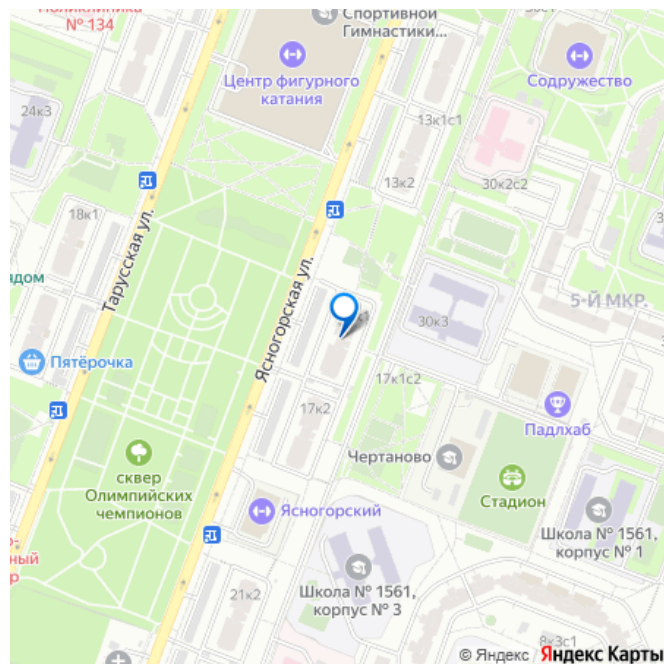 Поликлиника
№ 134
Спортивной
Гимнастики...
Центр фигурного
катания
Содружество
24к3
13к1с1
13к2
30к2с2
18к1
Тарусская ул.
Ясногорская ул.
ядом
5-Й МКР.
30к3
Пятёрочка
17к1с2
17к2
Падлхаб
Чертаново
сквер
Олимпийских
чемпионов
Стадион
Ясногорский
Школа № 1561,
корпус № 1
о-
ный
р
Школа № 1561,
корпус № 3
21к2
8к3с1
© Яндекс Яндекс Карты